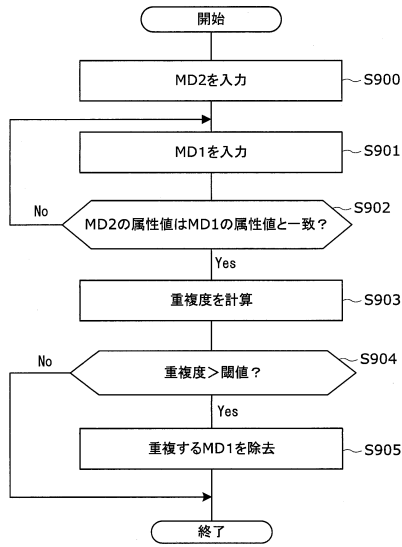 開始
MD2を入力
S900
MD1を入力
S901
No
MD2の属性値はMD1の属性値と一致？
S902
Yes
重複度を計算
S903
No
重複度＞閾値？
S904
Yes
重複するMD1を除去
S905
終了